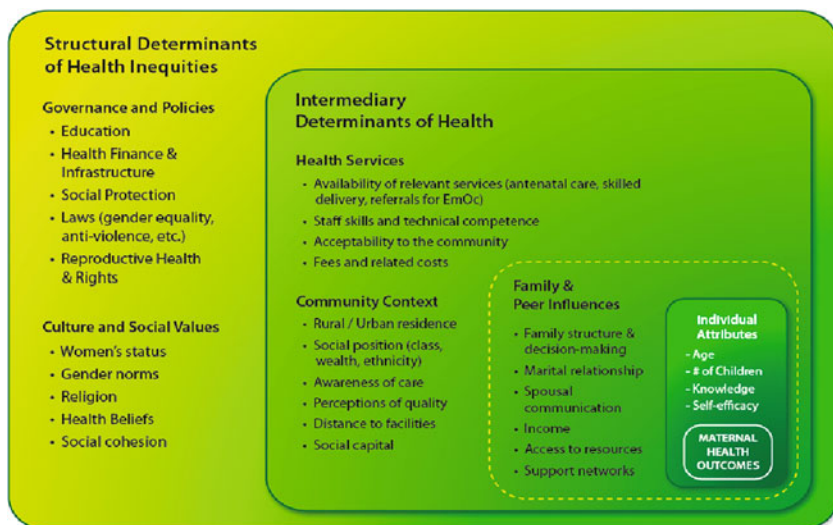 Structural Determinants
of Health Inequities
Governance and Policies
• Education
• Health Finance &
Infrastructure
• Social Protection
• Laws (gender equality,
anti-violence, etc.)
• Reproductive Health
& Rights
Culture and Social Values
• Women's status
• Gender norms
• Religion
• Health Beliefs
• Social cohesion
Intermediary
Determinants of Health
Health Services
• Availability of relevant services (antenatal care, skilled
delivery, referrals for EmOc)
• Staff skills and technical competence
• Acceptability to the community
• Fees and related costs
Community Context
• Rural / Urban residence
• Social position (class,
wealth, ethnicity)
• Awareness of care
• Perceptions of quality
• Distance to facilities
• Social capital
Family &
Peer Influences
• Family structure &
decision-making
• Marital relationship
• Spousal
communication
• Income
• Access to resources
• Support networks
Individual
Attributes
- Age
- # of Children
- Knowledge
- Self-efficacy
MATERNAL
HEALTH
OUTCOMES